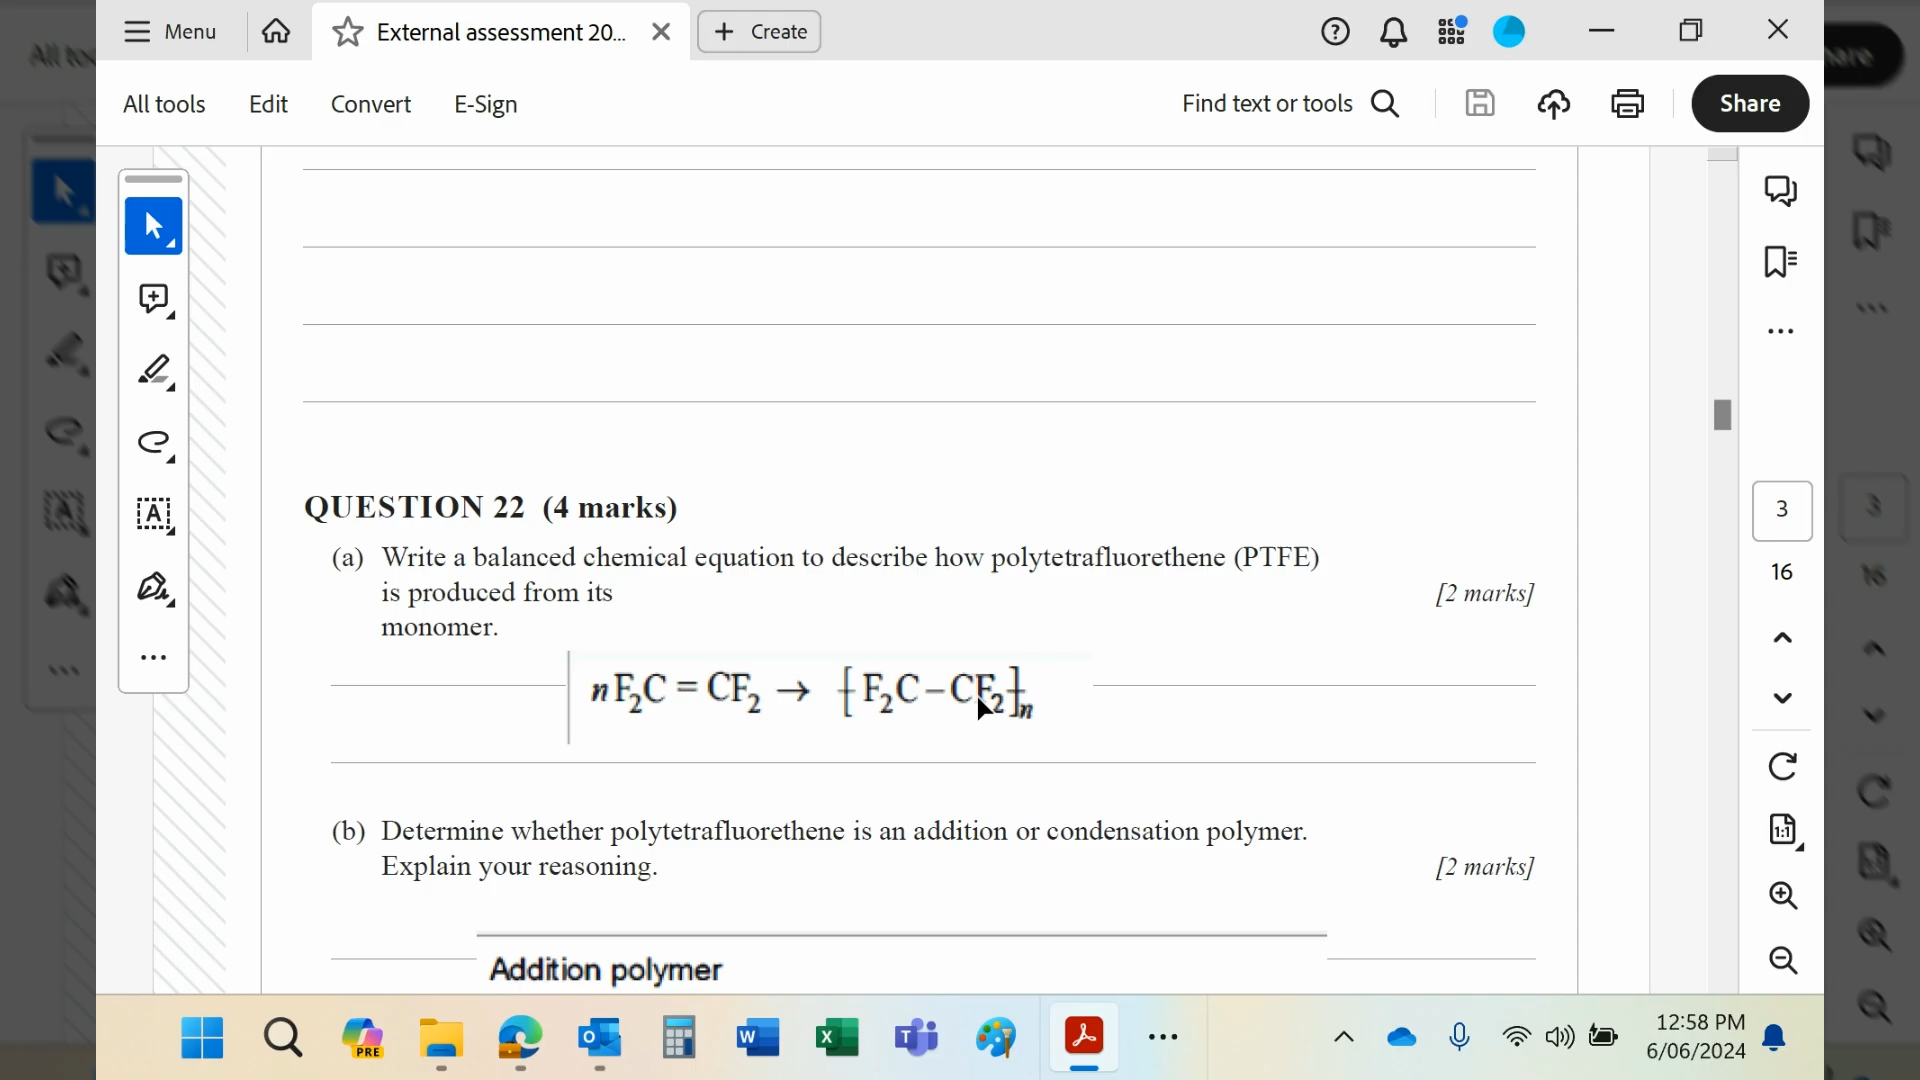 Menu
External assessment 20...
Create
All tools
Edit
Convert
E-Sign
Find text or tools
Share
QUESTION 22 (4 marks)
(a) Write a balanced chemical equation to describe how polytetrafluorethene (PTFE)
is produced from its [2 marks]
monomer.
nF₂C = CF₂ → [F₂C – CF₂]n
(b) Determine whether polytetrafluorethene is an addition or condensation polymer.
Explain your reasoning. [2 marks]
Addition polymer
3
16
1:1
PRE
12:58 PM
6/06/2024